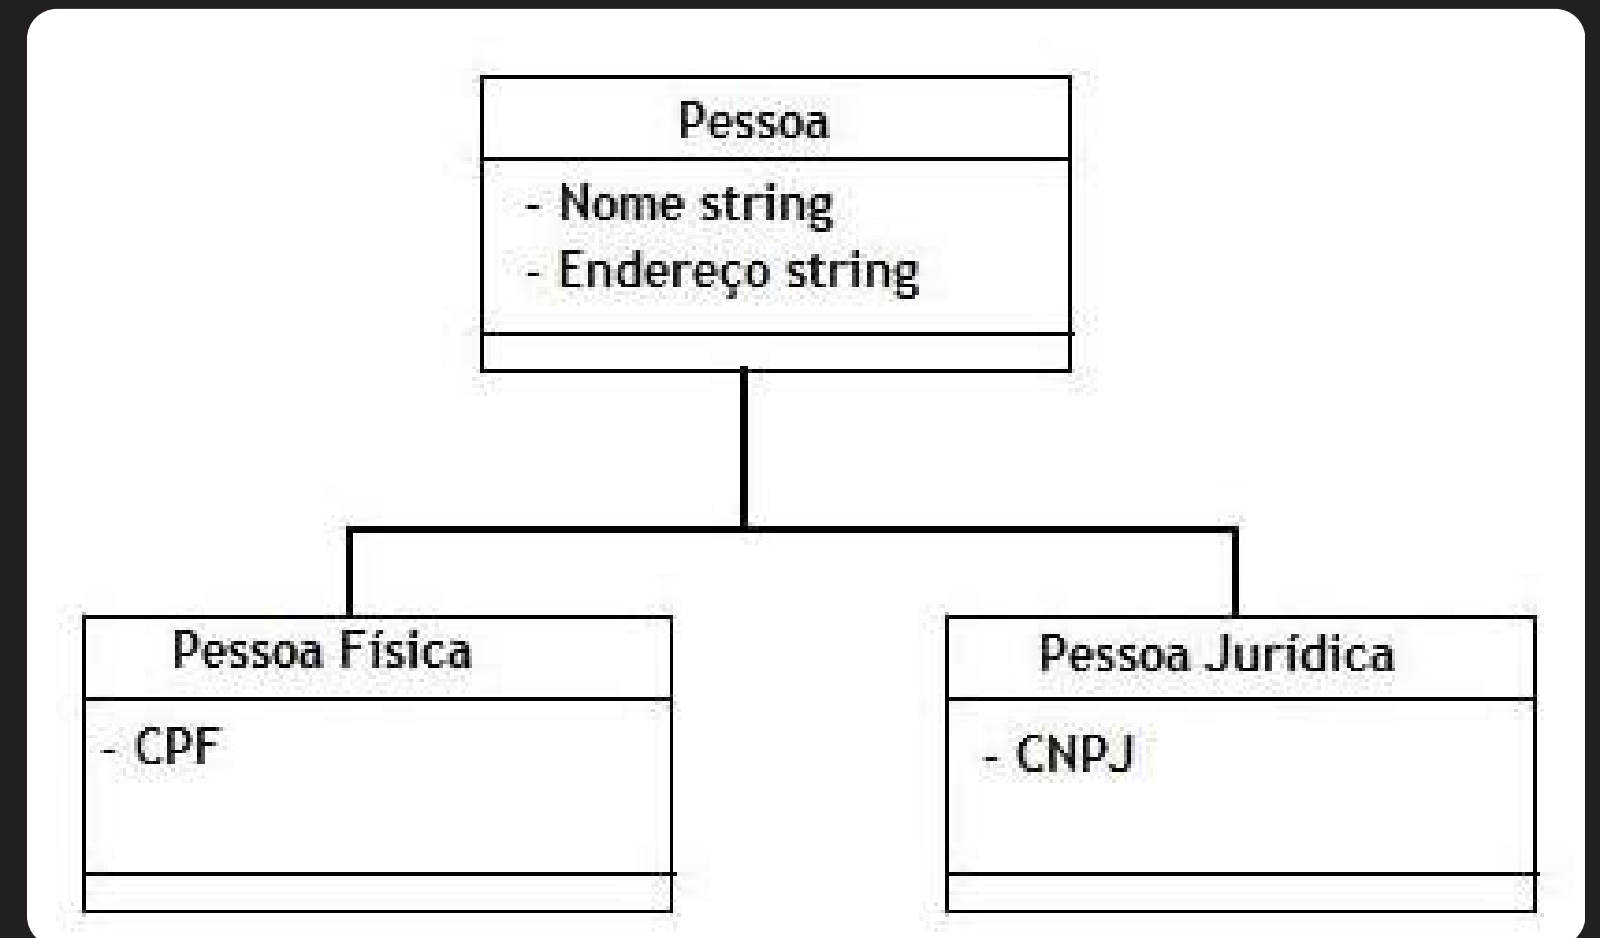 Pessoa
- Nome string
- Endereço string
Pessoa Física
- CPF
Pessoa Jurídica
- CNPJ